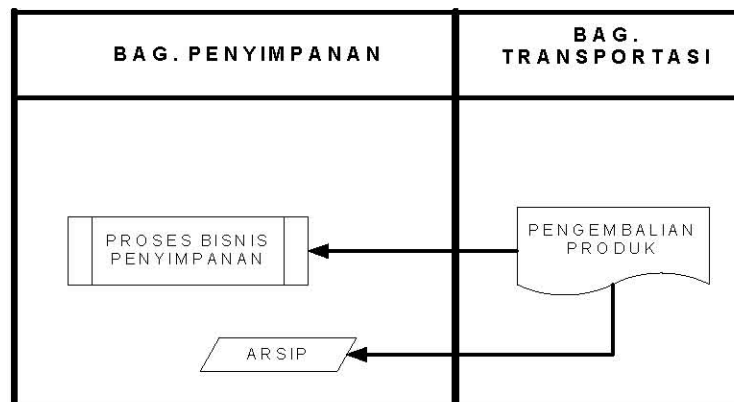 BAG. PENYIMPANAN
BAG.
TRANSPORTASI
PROSES BISNIS
PENYIMPANAN
PENGEMBALIAN
PRODUK
ARSIP